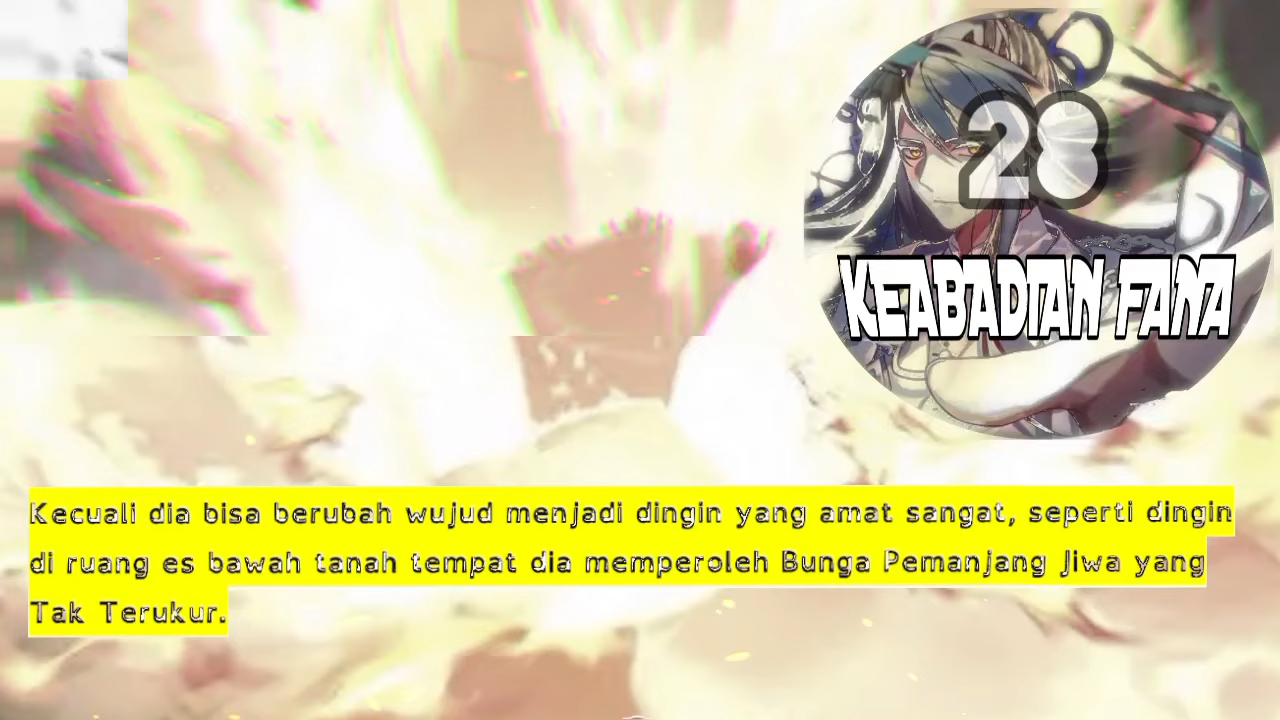 28
KEABADIAN FANA
Kecuali dia bisa berubah wujud menjadi dingin yang amat sangat, seperti dingin
di ruang es bawah tanah tempat dia memperoleh Bunga Pemanjang Jiwa yang
Tak Terukur.